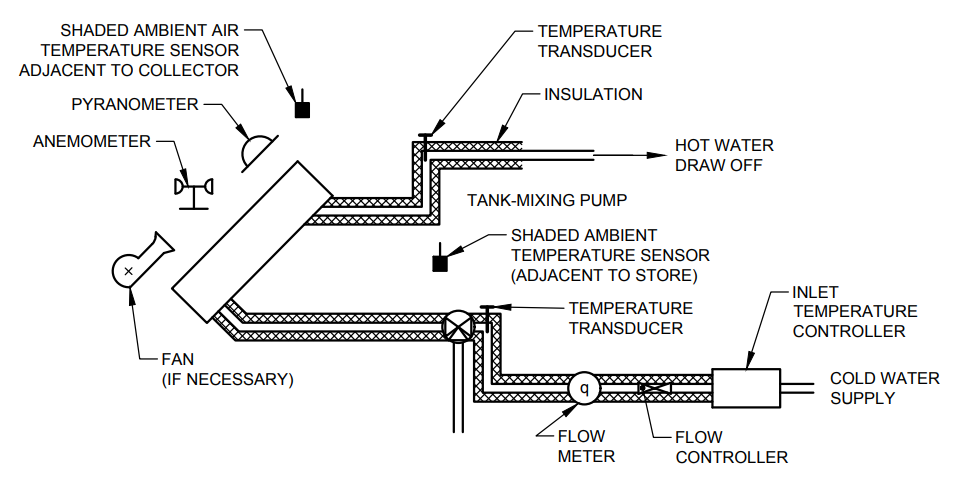 SHADED AMBIENT AIR
TEMPERATURE SENSOR
ADJACENT TO COLLECTOR
TEMPERATURE
TRANSDUCER
PYRANOMETER
INSULATION
ANEMOMETER
HOT WATER
DRAW OFF
TANK-MIXING PUMP
SHADED AMBIENT
TEMPERATURE SENSOR
(ADJACENT TO STORE)
TEMPERATURE
TRANSDUCER
INLET
TEMPERATURE
CONTROLLER
FAN
(IF NECESSARY)
q
COLD WATER
SUPPLY
FLOW
METER
FLOW
CONTROLLER